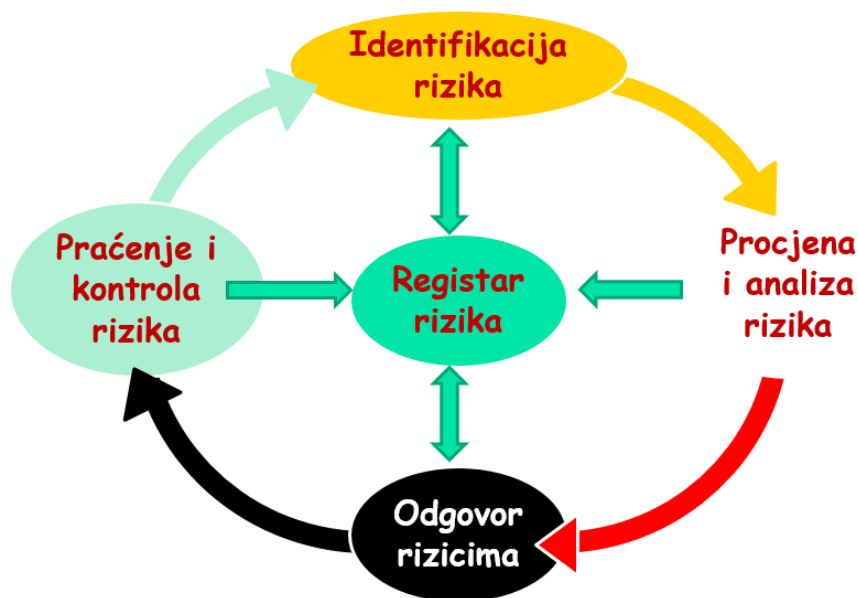 Identifikacija
rizika
Praćenje i
kontrola
rizika
Registar
rizika
Procjena
i analiza
rizika
Odgovor
rizicima